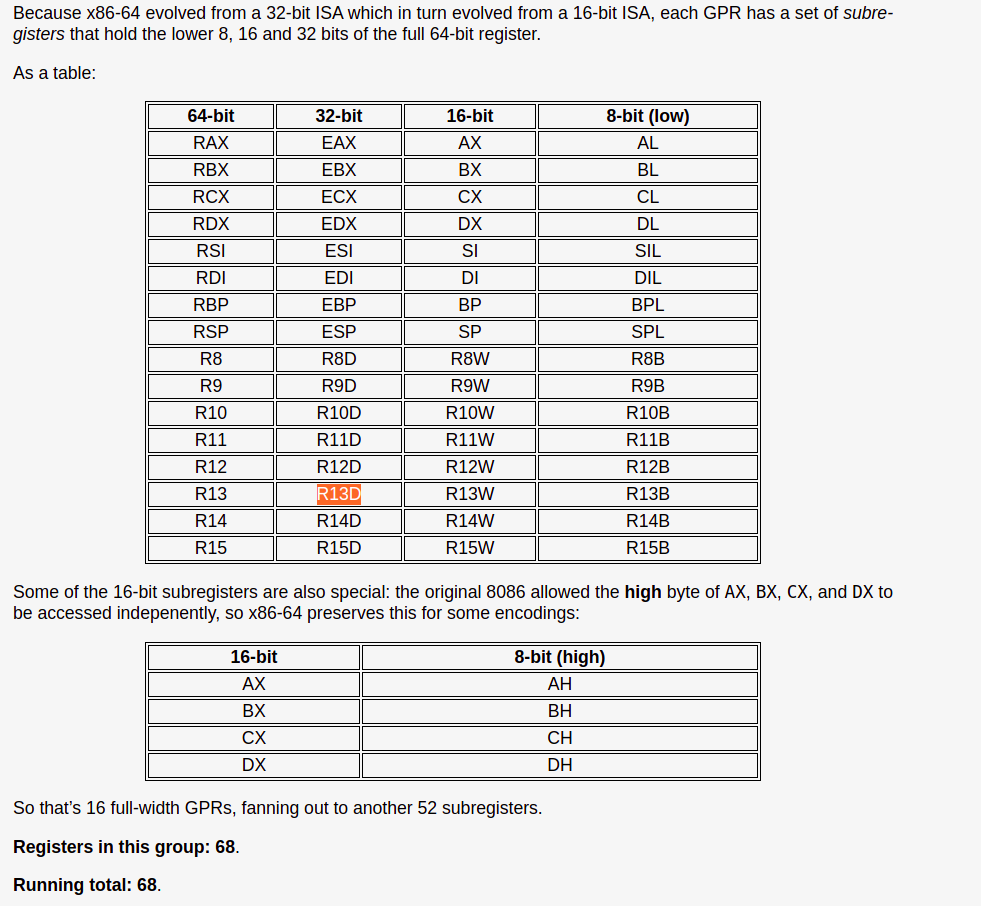 Because x86-64 evolved from a 32-bit ISA which in turn evolved from a 16-bit ISA, each GPR has a set of subre-
gisters that hold the lower 8, 16 and 32 bits of the full 64-bit register.
As a table:
64-bit 32-bit 16-bit 8-bit (low)
RAX EAX AX AL
RBX EBX BX BL
RCX ECX CX CL
RDX EDX DX DL
RSI ESI SI SIL
RDI EDI DI DIL
RBP EBP BP BPL
RSP ESP SP SPL
R8 R8D R8W R8B
R9 R9D R9W R9B
R10 R10D R10W R10B
R11 R11D R11W R11B
R12 R12D R12W R12B
R13 R13D R13W R13B
R14 R14D R14W R14B
R15 R15D R15W R15B
Some of the 16-bit subregisters are also special: the original 8086 allowed the high byte of AX, BX, CX, and DX to
be accessed indepenently, so x86-64 preserves this for some encodings:
16-bit 8-bit (high)
AX AH
BX BH
CX CH
DX DH
So that’s 16 full-width GPRs, fanning out to another 52 subregisters.
Registers in this group: 68.
Running total: 68.